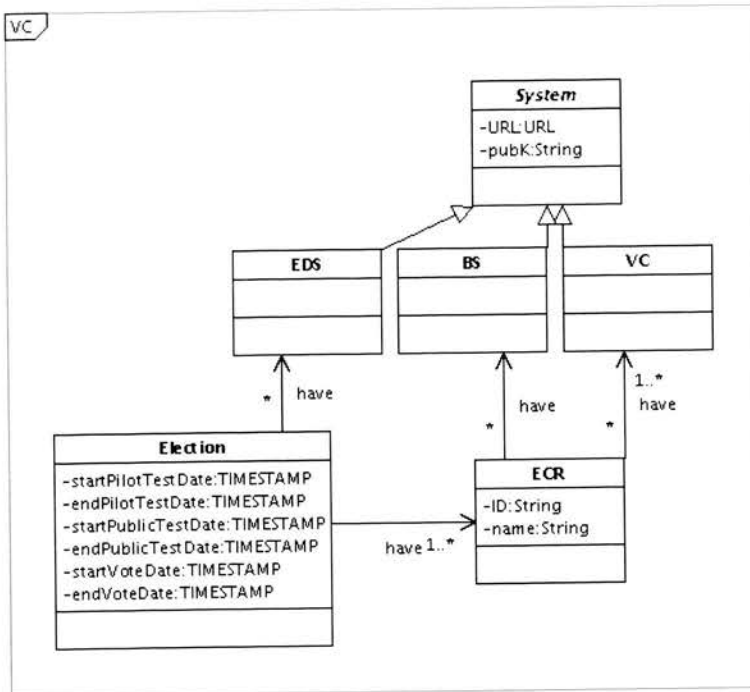 VC
System
-URL:URL
-pubK:String
EDS
BS
VC
*
have
*
have
1..*
have
*
Election
-startPilotTestDate:TIMESTAMP
-endPilotTestDate:TIMESTAMP
-startPublicTestDate:TIMESTAMP
-endPublicTestDate:TIMESTAMP
-startVoteDate:TIMESTAMP
-endVoteDate:TIMESTAMP
have 1..*
ECR
-ID:String
-name:String